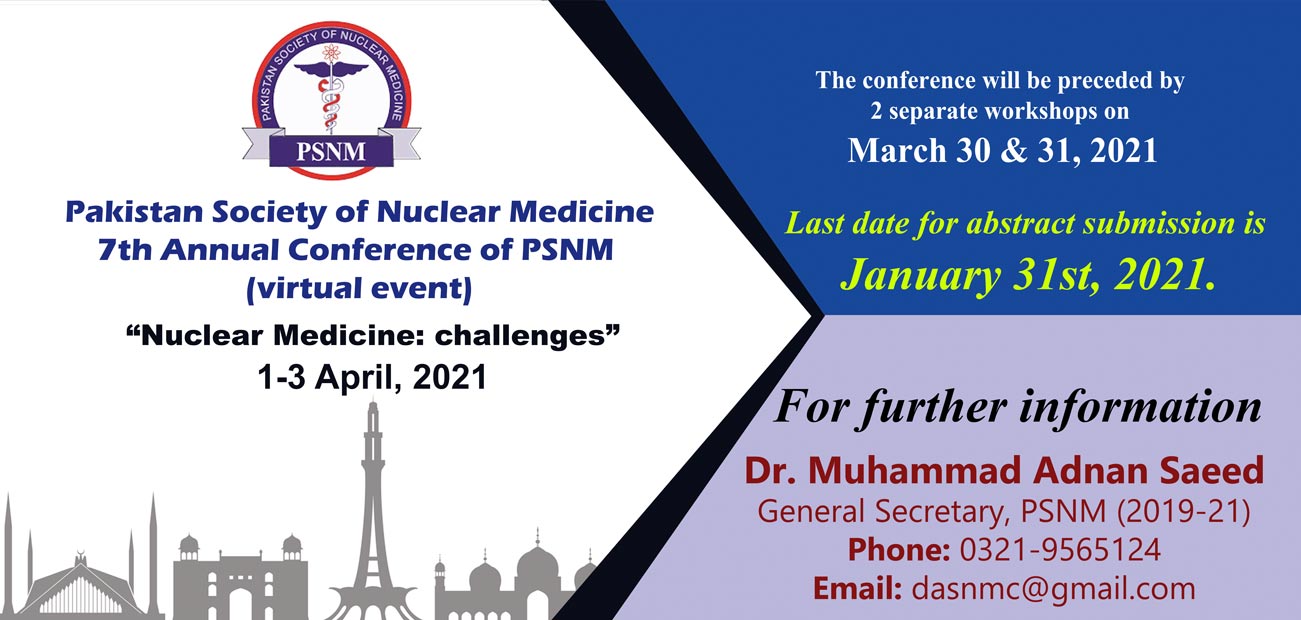 PAKISTAN SOCIETY OF NUCLEAR MEDICINE
PSNM
Pakistan Society of Nuclear Medicine
7th Annual Conference of PSNM
(virtual event)
“Nuclear Medicine: challenges”
1-3 April, 2021
The conference will be preceded by
2 separate workshops on
March 30 & 31, 2021
Last date for abstract submission is
January 31st, 2021.
For further information
Dr. Muhammad Adnan Saeed
General Secretary, PSNM (2019-21)
Phone: 0321-9565124
Email: dasnmc@gmail.com